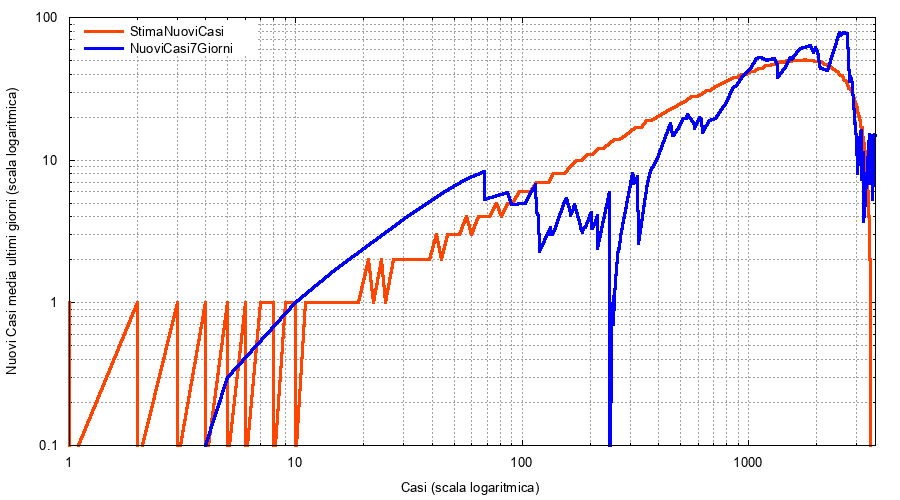 100
StimaNuoviCasi
NuoviCasi7Giorni
10
1
0.1
Nuovi Casi media ultimi giorni (scala logaritmica)
1
10
100
1000
Casi (scala logaritmica)